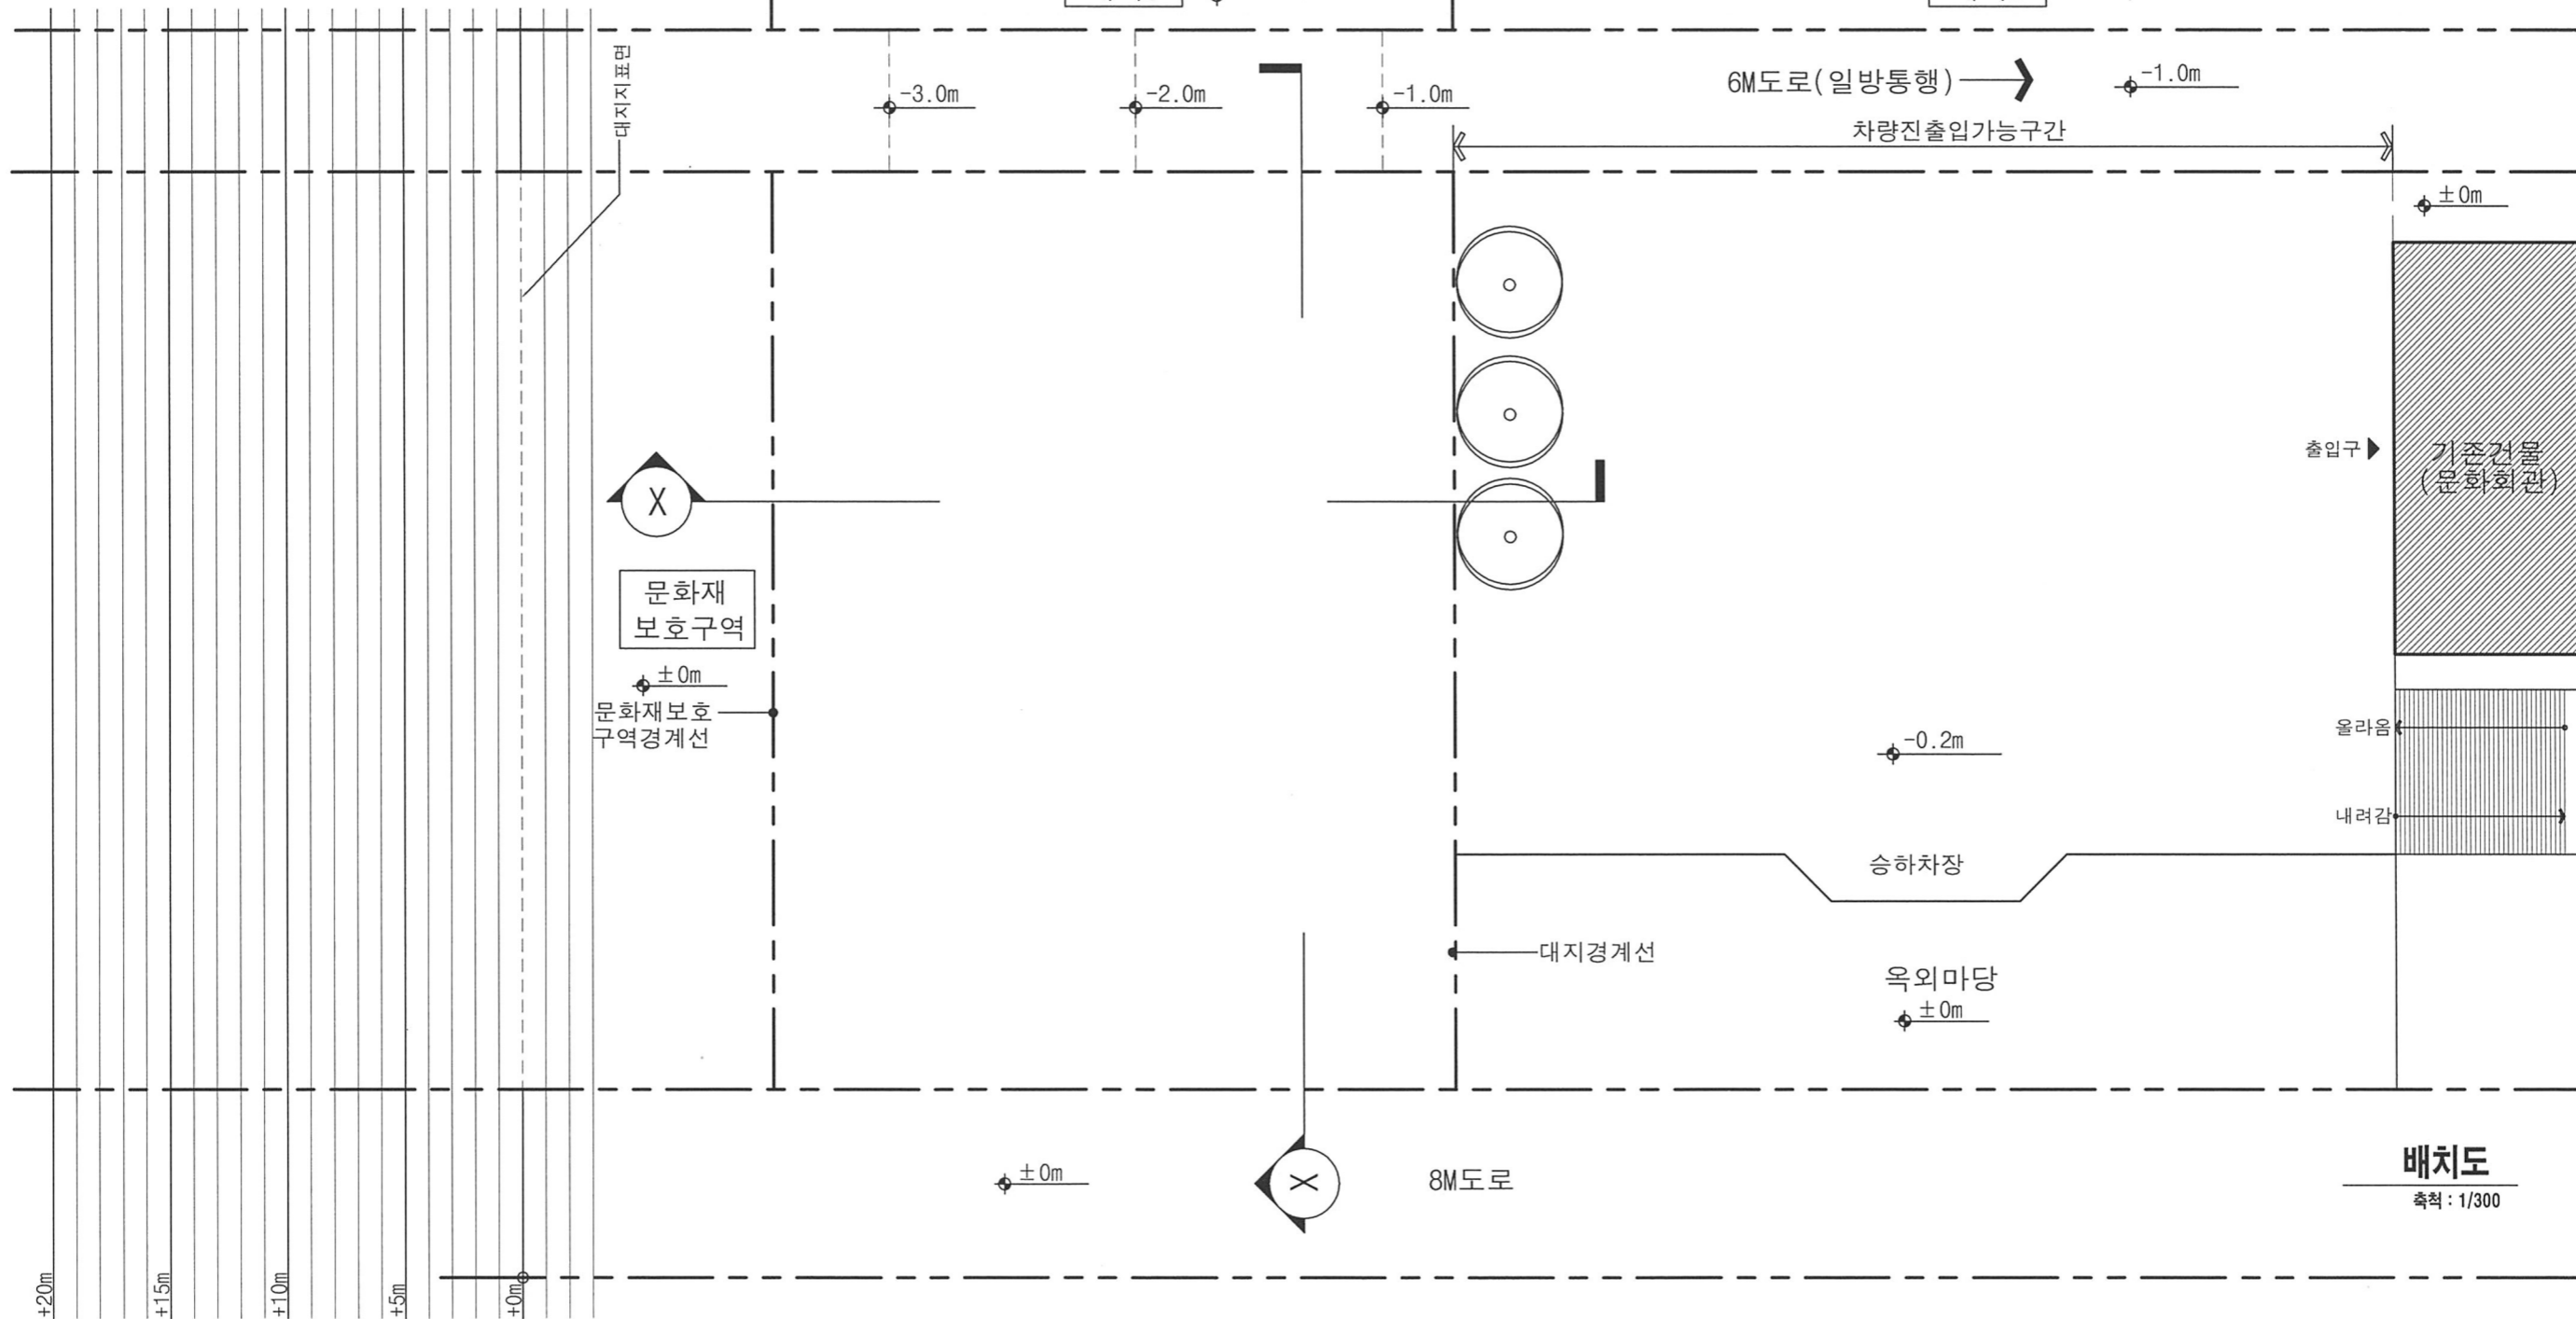 대지지표면
-3.0m
-2.0m
-1.0m
6M도로(일방통행)
-1.0m
차량진출입가능구간
±0m
출입구
기존건물
(문화회관)
X
문화재
보호구역
±0m
문화재보호
구역경계선
-0.2m
올라옴
내려감
승하차장
대지경계선
옥외마당
±0m
±0m
X
8M도로
배치도
축척 : 1/300
+20m
+15m
+10m
+5m
+0m